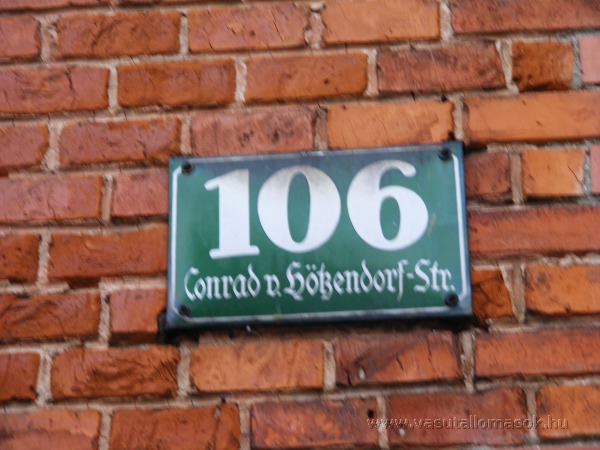 106
Conrad v. Hötzendorf-Str.
www.vasutallomasok.hu